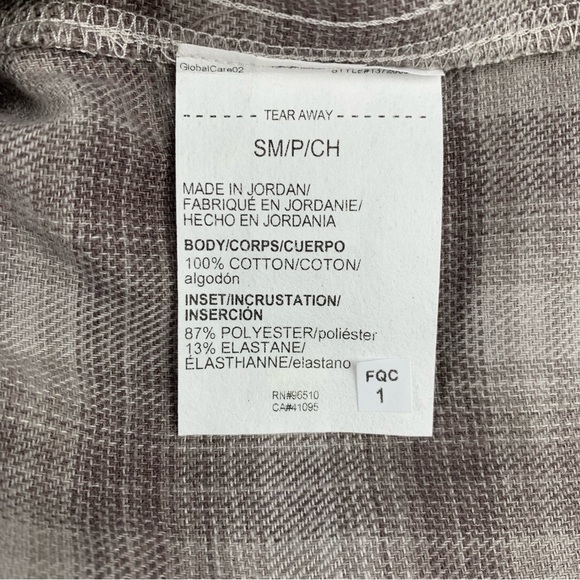 GlobalCare02
TEAR AWAY
SM/P/CH
MADE IN JORDAN/
FABRIQUÉ EN JORDANIE/
HECHO EN JORDANIA
BODY/CORPS/CUERPO
100% COTTON/COTON/
algodón
INSET/INCRUSTATION/
INSERCIÓN
87% POLYESTER/poliéster
13% ELASTANE/
ÉLASTHANNE/elastano
FQC
1
RN#96510
CA#41095